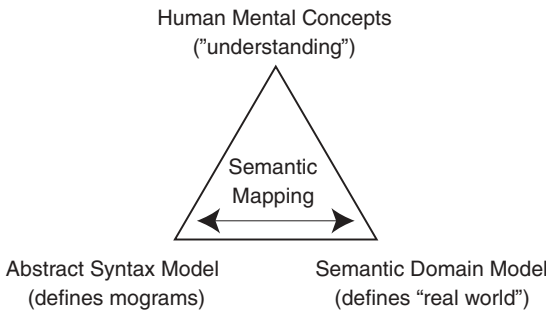 Human Mental Concepts
(”understanding”)
Semantic
Mapping
Abstract Syntax Model
(defines mograms)
Semantic Domain Model
(defines “real world”)